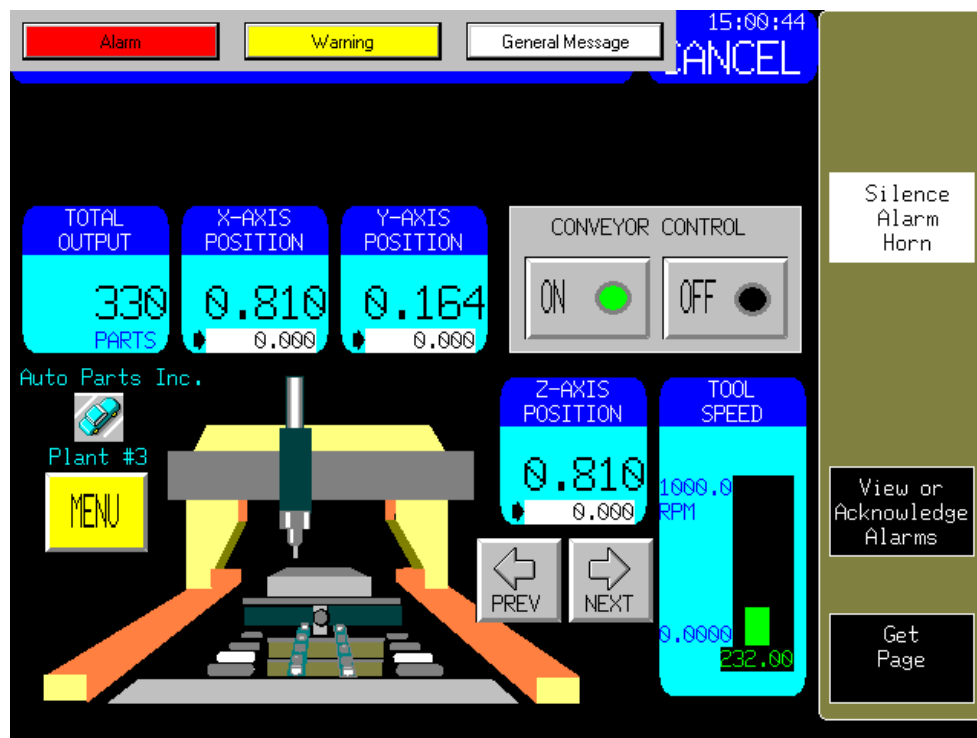 Alarm
Warning
General Message
15:00:44
CANCEL
Silence
Alarm
Horn
TOTAL
OUTPUT
330
PARTS
X-AXIS
POSITION
0.810
0.000
Y-AXIS
POSITION
0.164
0.000
CONVEYOR CONTROL
ON
OFF
Auto Parts Inc.
Plant #3
MENU
Z-AXIS
POSITION
0.810
0.000
PREV
NEXT
TOOL
SPEED
1000.0
RPM
0.0000
232.00
View or
Acknowledge
Alarms
Get
Page